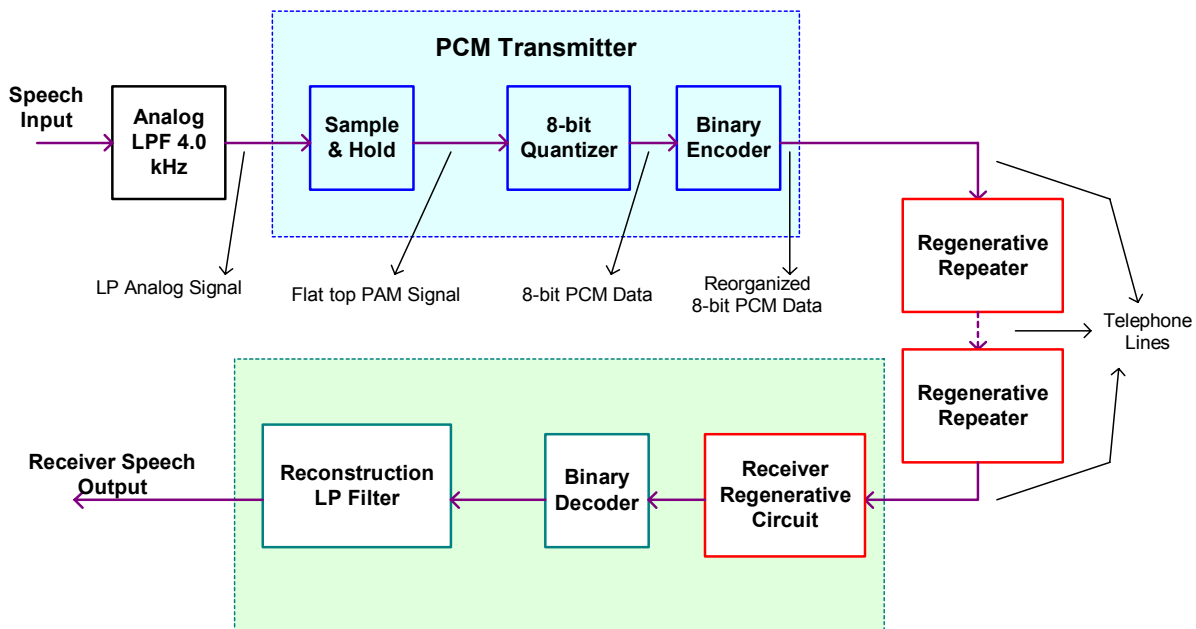 PCM Transmitter
Speech
Input
Analog
LPF 4.0
kHz
Sample
& Hold
8-bit
Quantizer
Binary
Encoder
LP Analog Signal
Flat top PAM Signal
8-bit PCM Data
Reorganized
8-bit PCM Data
Regenerative
Repeater
Telephone
Lines
Regenerative
Repeater
Receiver Speech
Output
Reconstruction
LP Filter
Binary
Decoder
Receiver
Regenerative
Circuit